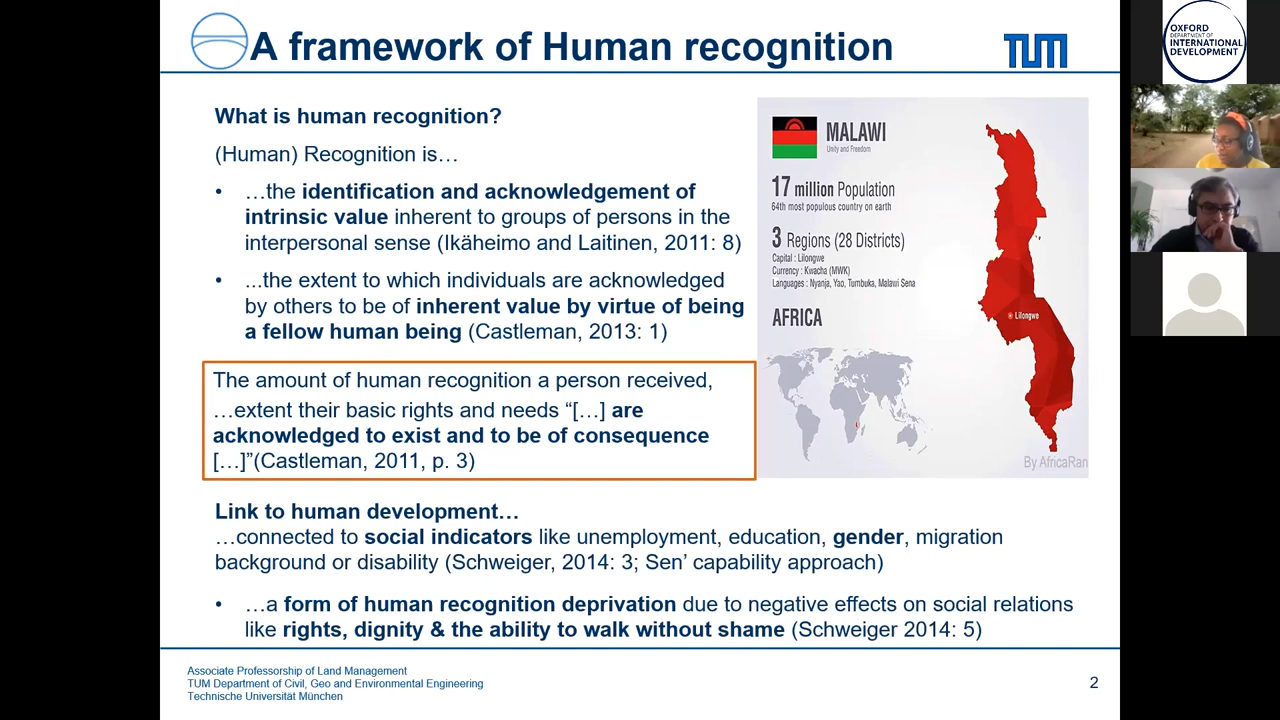 A framework of Human recognition
TUM
What is human recognition?
(Human) Recognition is…
• …the identification and acknowledgement of
intrinsic value inherent to groups of persons in the
interpersonal sense (Ikäheimo and Laitinen, 2011: 8)
• ...the extent to which individuals are acknowledged
by others to be of inherent value by virtue of being
a fellow human being (Castleman, 2013: 1)
The amount of human recognition a person received,
…extent their basic rights and needs “[…] are
acknowledged to exist and to be of consequence
[…]”(Castleman, 2011, p. 3)
Link to human development…
…connected to social indicators like unemployment, education, gender, migration
background or disability (Schweiger, 2014: 3; Sen’ capability approach)
• …a form of human recognition deprivation due to negative effects on social relations
like rights, dignity & the ability to walk without shame (Schweiger 2014: 5)
MALAWI
Unity and Freedom
17 million Population
64th most populous country on earth
3 Regions (28 Districts)
Capital : Lilongwe
Currency : Kwacha (MWK)
Languages : Nyanja, Yao, Tumbuka, Malawi Sena
AFRICA
Lilongwe
By AfricaRan
Associate Professorship of Land Management
TUM Department of Civil, Geo and Environmental Engineering
Technische Universität München
2
OXFORD
DEPARTMENT OF
INTERNATIONAL
DEVELOPMENT